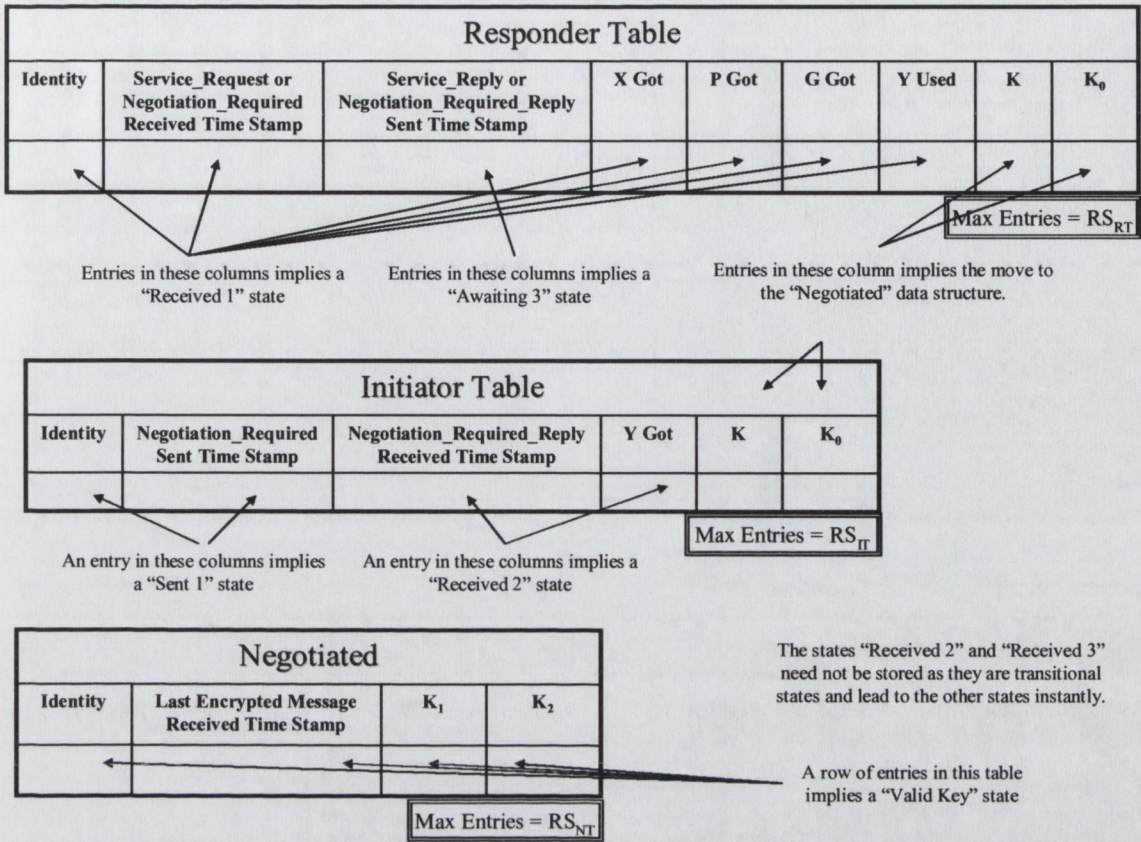 Responder Table
Identity
Service_Request or
Negotiation_Required
Received Time Stamp
Service_Reply or
Negotiation_Required_Reply
Sent Time Stamp
X Got
P Got
G Got
Y Used
K
K₀
Max Entries = RS_RT
Entries in these columns implies a
“Received 1” state
Entries in these columns implies a
“Awaiting 3” state
Entries in these column implies the move to
the “Negotiated” data structure.
Initiator Table
Identity
Negotiation_Required
Sent Time Stamp
Negotiation_Required_Reply
Received Time Stamp
Y Got
K
K₀
Max Entries = RS_IT
An entry in these columns implies
a “Sent 1” state
An entry in these columns implies a
“Received 2” state
Negotiated
Identity
Last Encrypted Message
Received Time Stamp
K₁
K₂
Max Entries = RS_NT
The states “Received 2” and “Received 3”
need not be stored as they are transitional
states and lead to the other states instantly.
A row of entries in this table
implies a “Valid Key” state